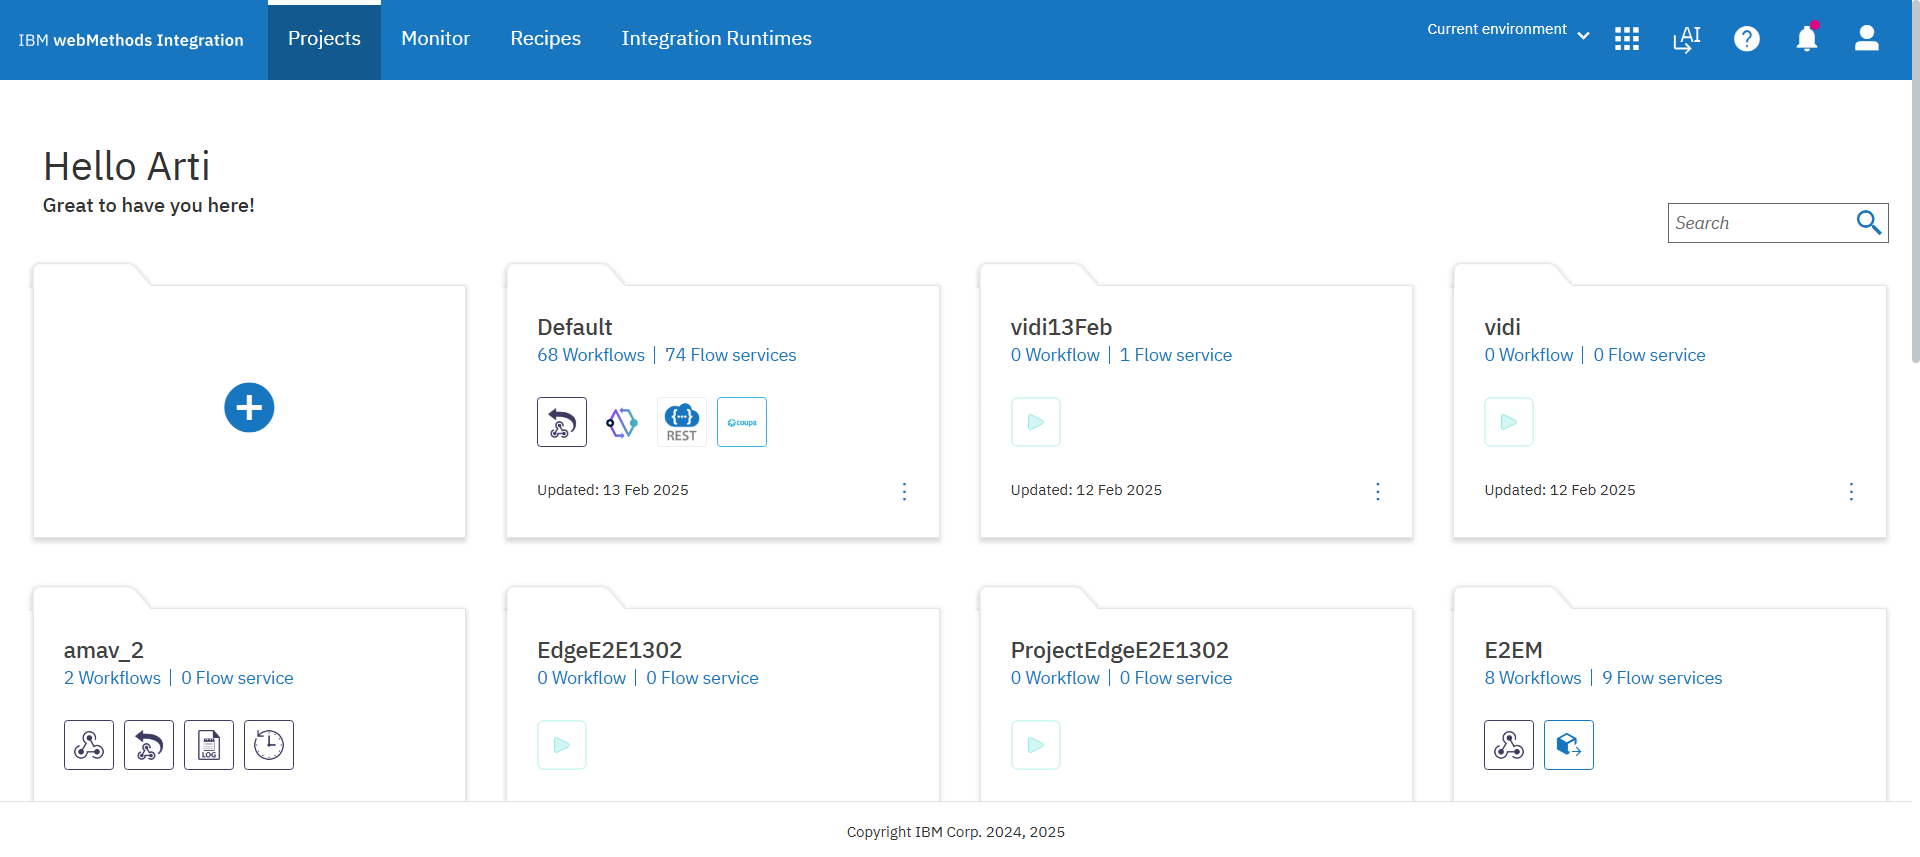 IBM webMethods Integration
Projects
Monitor
Recipes
Integration Runtimes
Current environment
AI
?
Hello Arti
Great to have you here!
Search
Default
68 Workflows | 74 Flow services
REST
coupa
Updated: 13 Feb 2025
vidi13Feb
0 Workflow | 1 Flow service
Updated: 12 Feb 2025
vidi
0 Workflow | 0 Flow service
Updated: 12 Feb 2025
amav_2
2 Workflows | 0 Flow service
LOG
EdgeE2E1302
0 Workflow | 0 Flow service
ProjectEdgeE2E1302
0 Workflow | 0 Flow service
E2EM
8 Workflows | 9 Flow services
Copyright IBM Corp. 2024, 2025